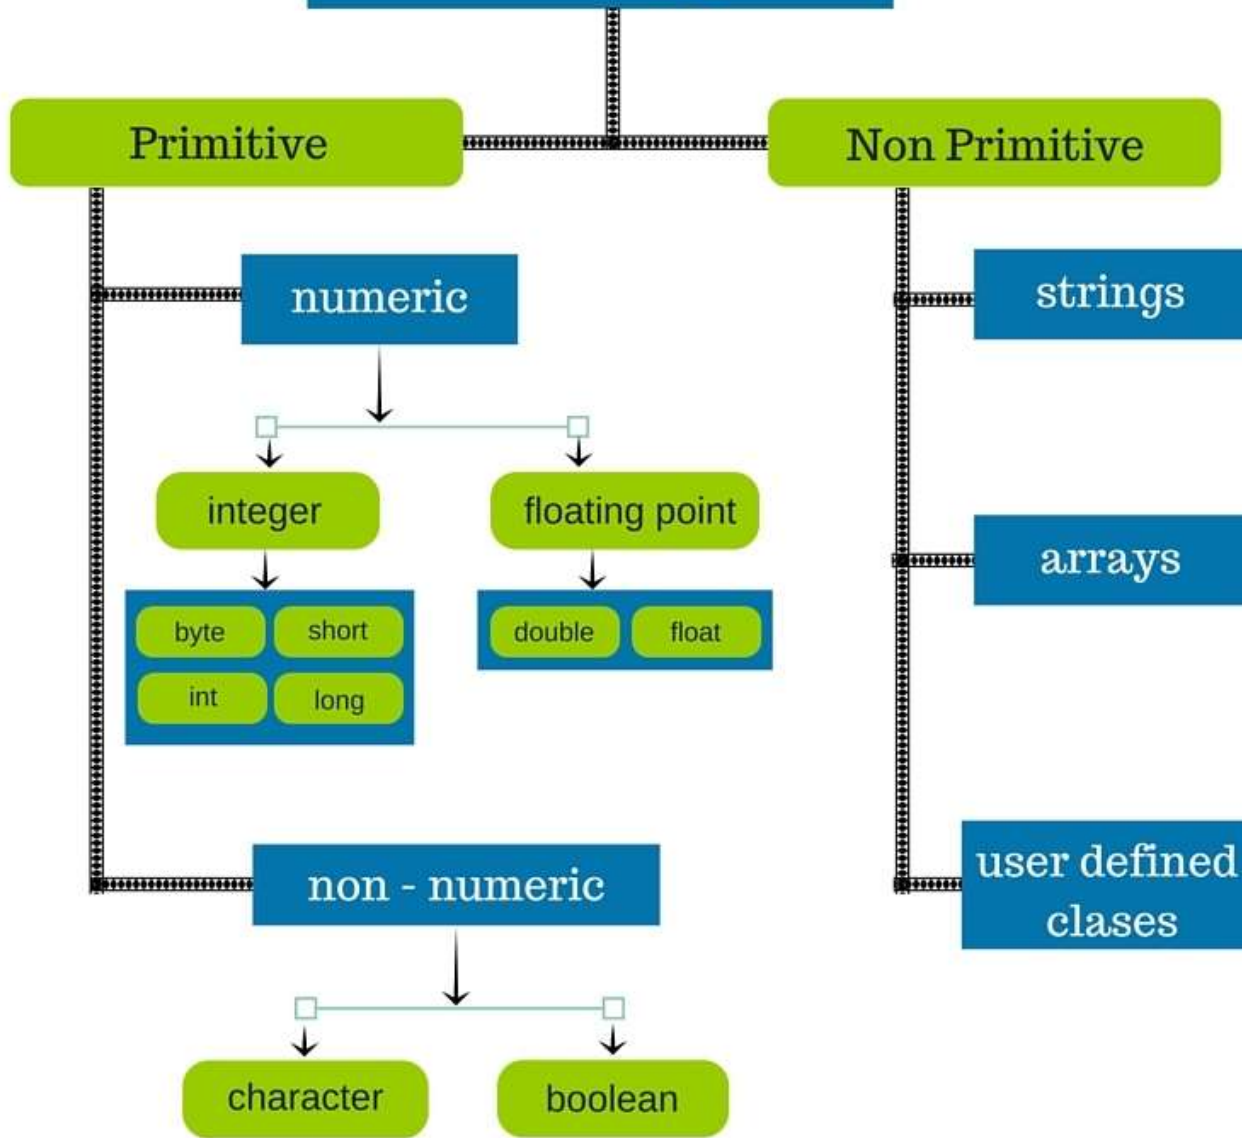 Primitive
Non Primitive
numeric
strings
integer
floating point
arrays
byte
short
double
float
int
long
non - numeric
user defined
clases
character
boolean